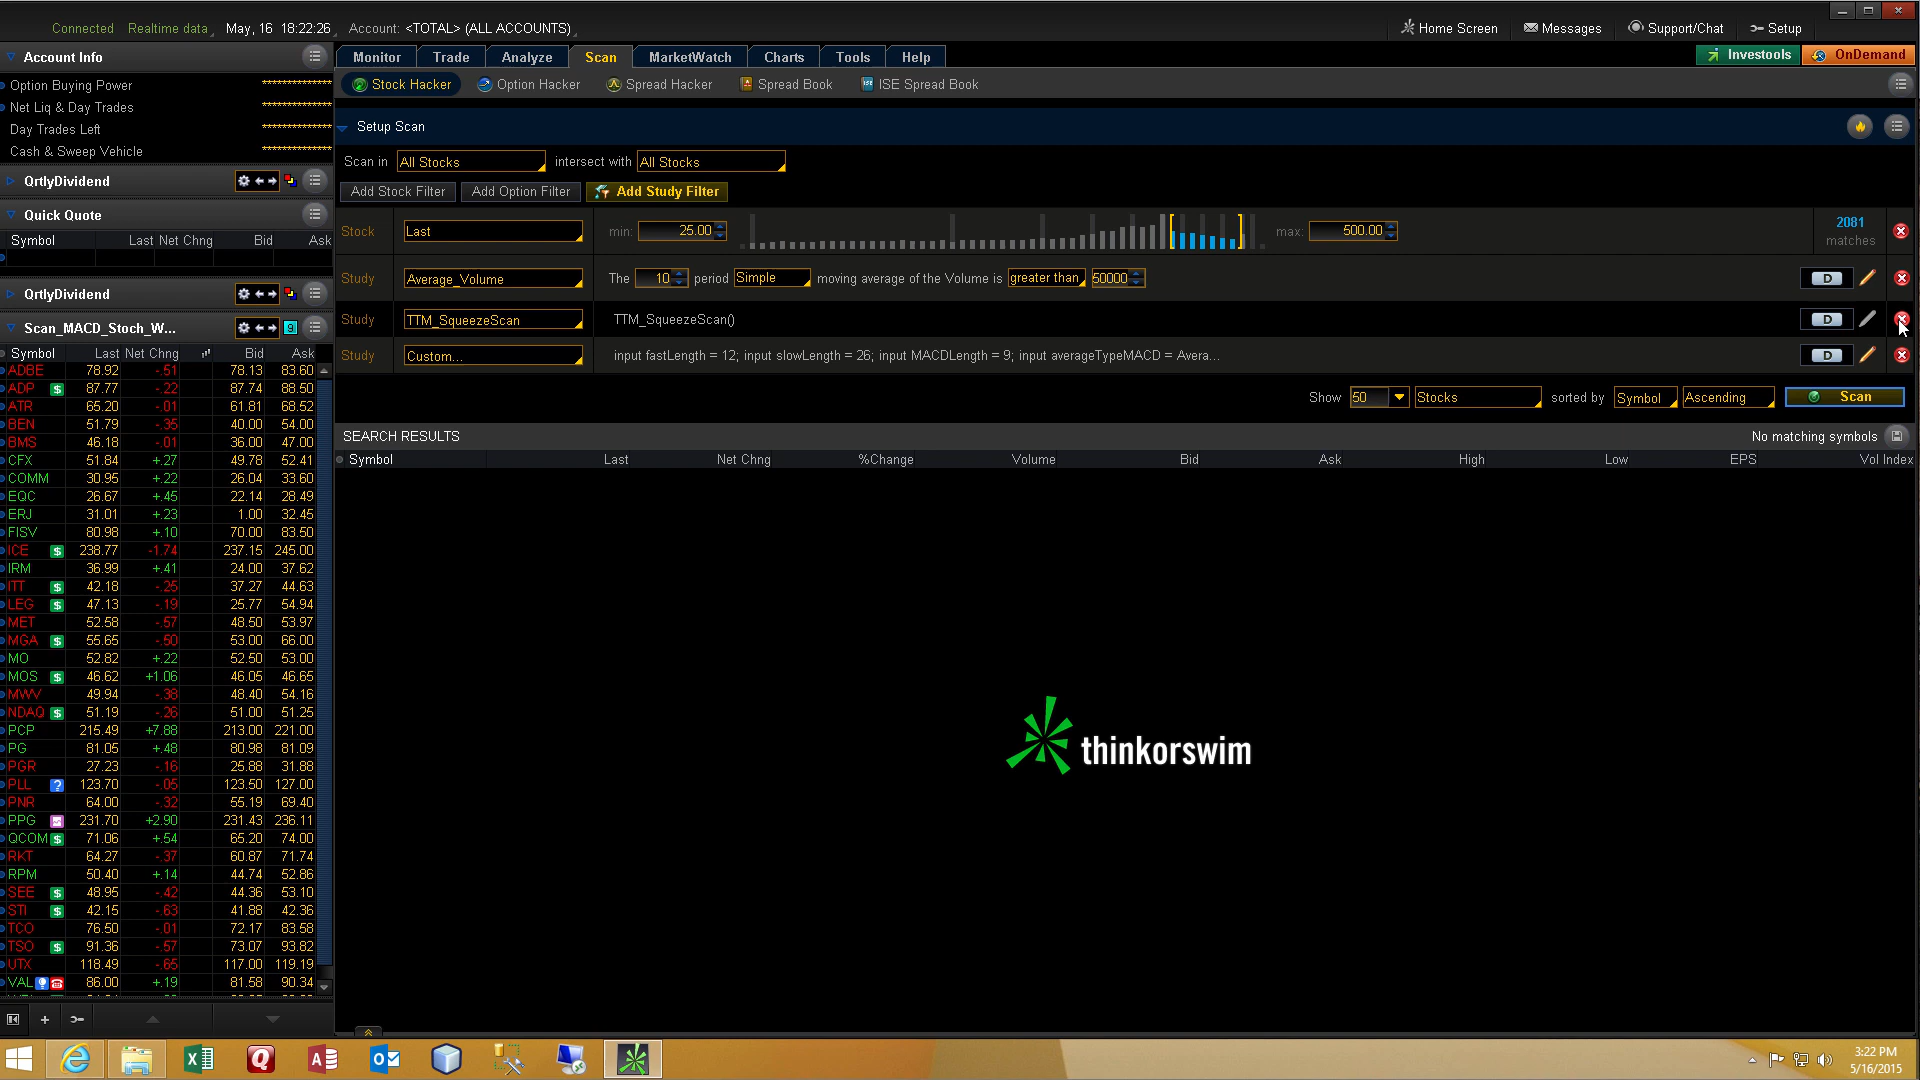 Connected Realtime data May, 16 18:22:26 Account: <TOTAL> (ALL ACCOUNTS) Home Screen Messages Support/Chat Setup
Account Info
Option Buying Power **************
Net Liq & Day Trades **************
Day Trades Left **************
Cash & Sweep Vehicle **************
QrtlyDividend
Quick Quote
Symbol Last Net Chng Bid Ask
QrtlyDividend
Scan_MACD_Stoch_W... 9
Symbol Last Net Chng Bid Ask
ADBE 78.92 -.51 78.13 83.60
ADP $ 87.77 -.22 87.74 88.50
ATR 65.20 -.01 61.81 68.52
BEN 51.79 -.35 40.00 54.00
BMS 46.18 -.01 36.00 47.00
CFX 51.84 +.27 49.78 52.41
COMM 30.95 +.22 26.04 33.60
EQC 26.67 +.45 22.14 28.49
ERJ 31.01 +.23 1.00 32.45
FISV 80.98 +.10 70.00 83.50
ICE $ 238.77 -1.74 237.15 245.00
IRM 36.99 +.41 24.00 37.62
ITT $ 42.18 -.25 37.27 44.63
LEG $ 47.13 -.19 25.77 54.94
MET 52.58 -.57 48.50 53.97
MGA $ 55.65 -.50 53.00 66.00
MO 52.82 +.22 52.50 53.00
MOS $ 46.62 +1.06 46.05 46.65
MWV 49.94 -.38 48.40 54.16
NDAQ $ 51.19 -.26 51.00 51.25
PCP 215.49 +7.88 213.00 221.00
PG 81.05 +.48 80.98 81.09
PGR 27.23 -.16 25.88 31.88
PLL ? 123.70 -.05 123.50 127.00
PNR 64.00 -.32 55.19 69.40
PPG 231.70 +2.90 231.43 236.11
QCOM $ 71.06 +.54 65.20 74.00
RKT 64.27 -.37 60.87 71.74
RPM 50.40 +.14 44.74 52.86
SEE $ 48.95 -.42 44.36 53.10
STI $ 42.15 -.63 41.88 42.36
TCO 76.50 -.01 72.17 83.58
TSO $ 91.36 -.57 73.07 93.82
UTX 118.49 -.65 117.00 119.19
VAL 86.00 +.19 81.58 90.34
Monitor Trade Analyze Scan MarketWatch Charts Tools Help Investools OnDemand
Stock Hacker Option Hacker Spread Hacker Spread Book ISE Spread Book
Setup Scan
Scan in All Stocks intersect with All Stocks
Add Stock Filter Add Option Filter Add Study Filter
Stock Last min: 25.00 max: 500.00 2081 matches
Study Average_Volume The 10 period Simple moving average of the Volume is greater than 50000 D
Study TTM_SqueezeScan TTM_SqueezeScan() D
Study Custom... input fastLength = 12; input slowLength = 26; input MACDLength = 9; input averageTypeMACD = Avera... D
Show 50 Stocks sorted by Symbol Ascending Scan
SEARCH RESULTS No matching symbols
Symbol Last Net Chng %Change Volume Bid Ask High Low EPS Vol Index
thinkorswim
3:22 PM
5/16/2015